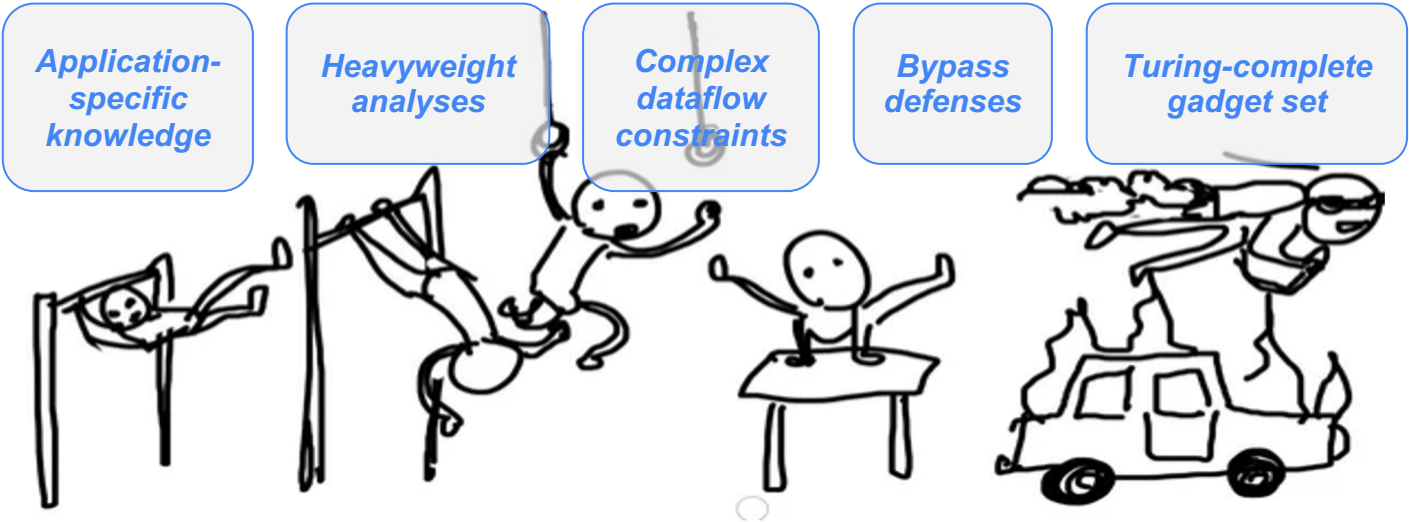 Application-
specific
knowledge
Heavyweight
analyses
Complex
dataflow
constraints
Bypass
defenses
Turing-complete
gadget set